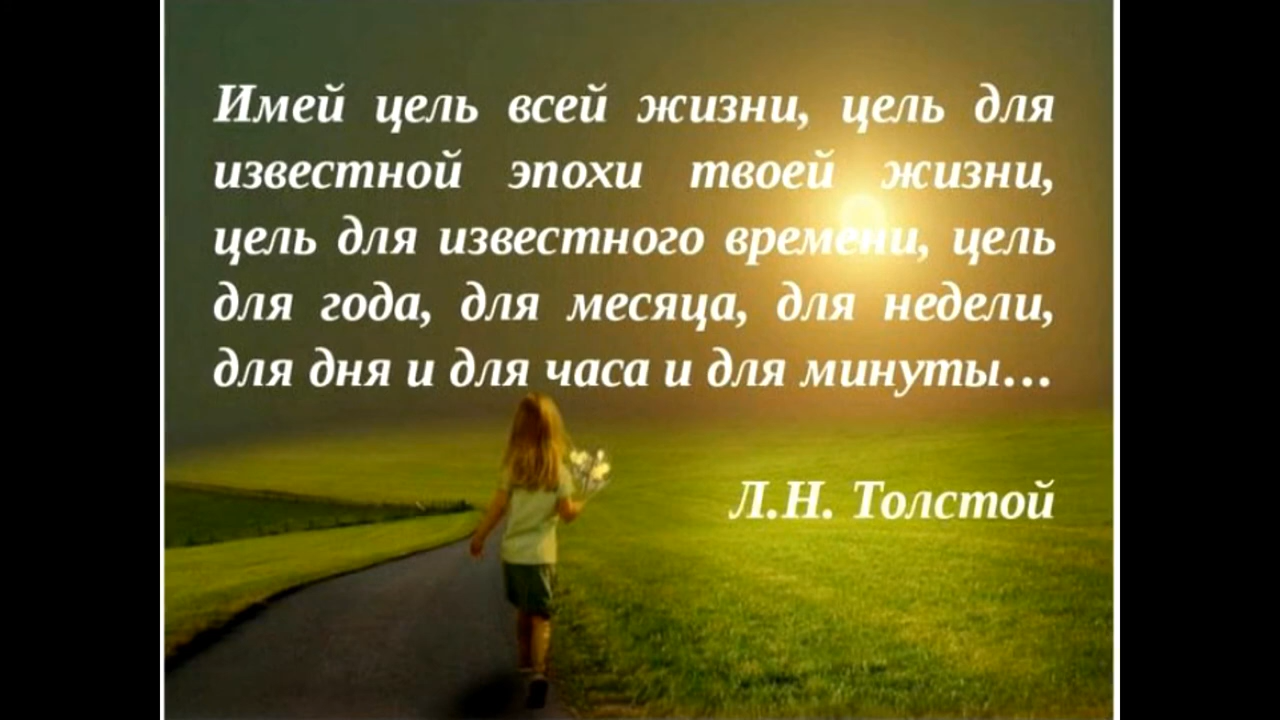 Имей цель всей жизни, цель для
известной эпохи твоей жизни,
цель для известного времени, цель
для года, для месяца, для недели,
для дня и для часа и для минуты…
Л.Н. Толстой